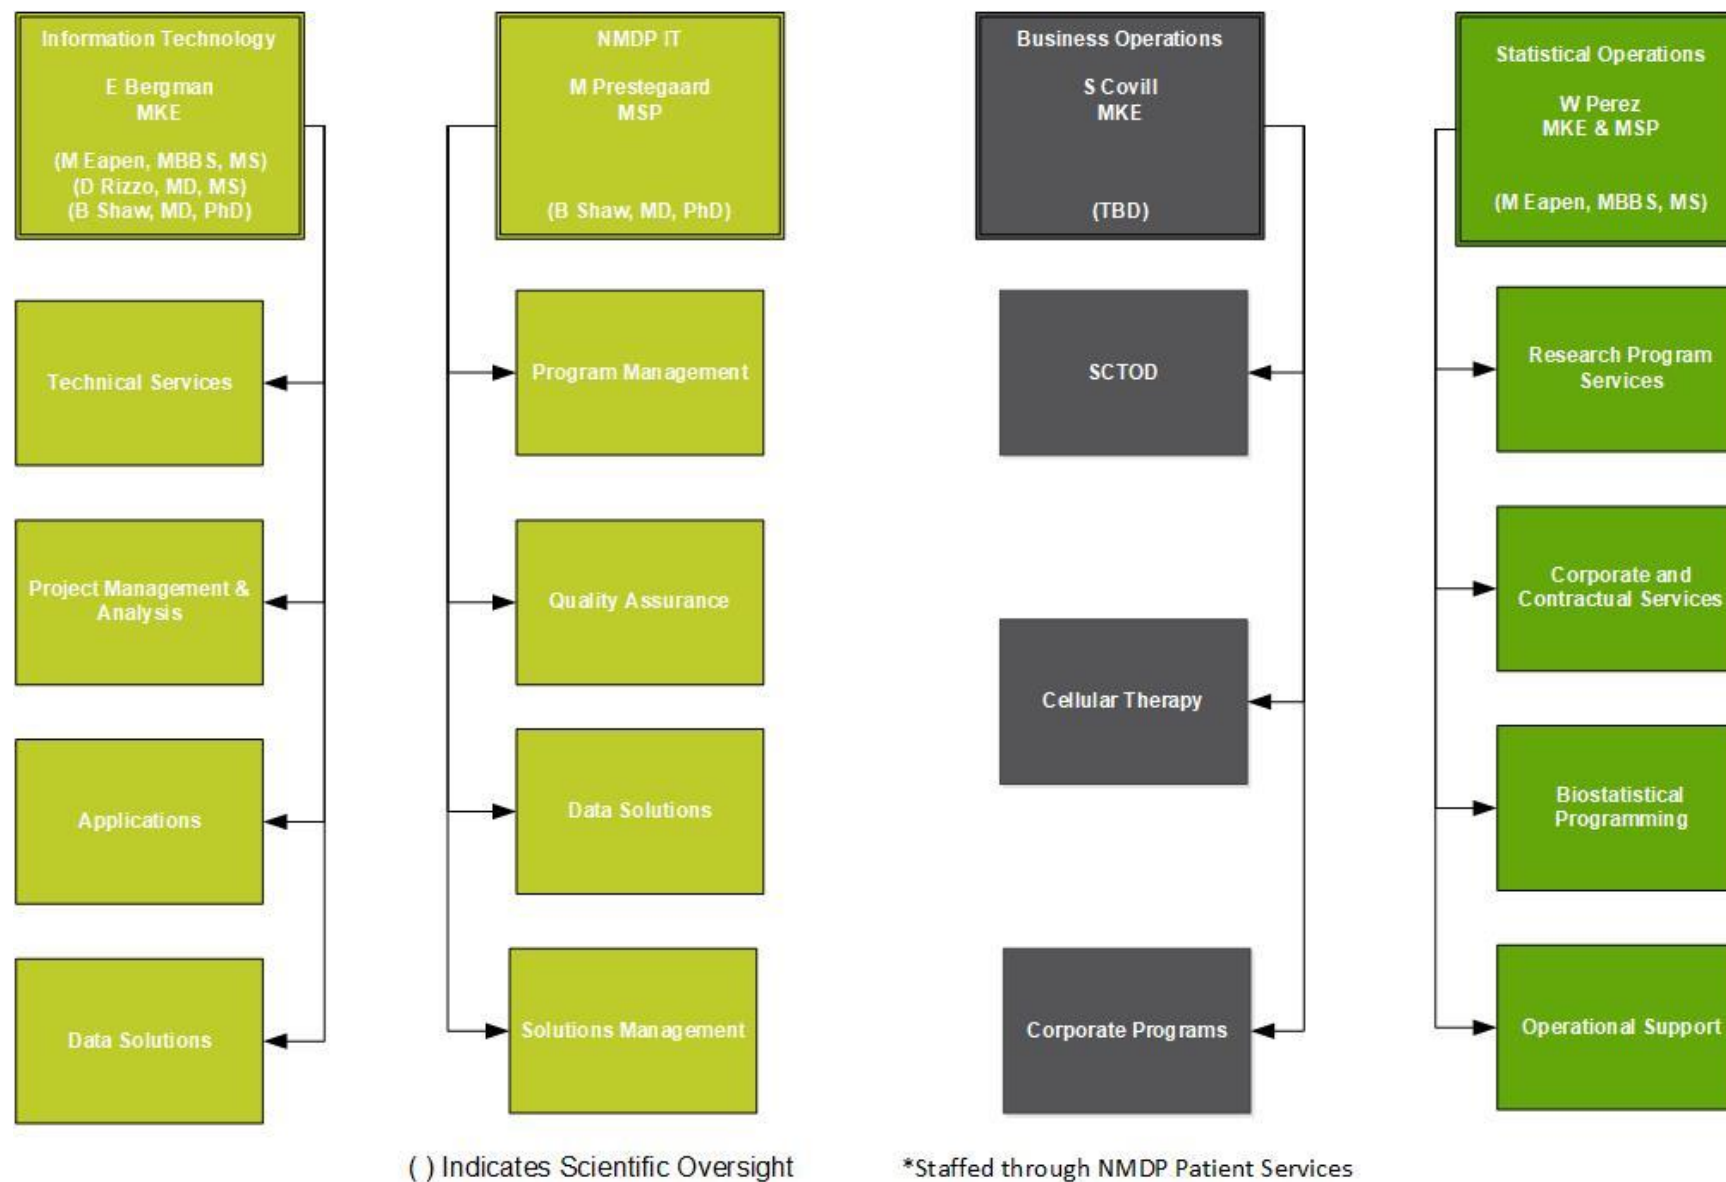 Information Technology
E Bergman
MKE
(M Eapen, MBBS, MS)
(D Rizzo, MD, MS)
(B Shaw, MD, PhD)
Technical Services
Project Management &
Analysis
Applications
Data Solutions
NMDP IT
M Prestegaard
MSP
(B Shaw, MD, PhD)
Program Management
Quality Assurance
Data Solutions
Solutions Management
Business Operations
S Covill
MKE
(TBD)
SCTOD
Cellular Therapy
Corporate Programs
Statistical Operations
W Perez
MKE & MSP
(M Eapen, MBBS, MS)
Research Program
Services
Corporate and
Contractual Services
Biostatistical
Programming
Operational Support
( ) Indicates Scientific Oversight
*Staffed through NMDP Patient Services